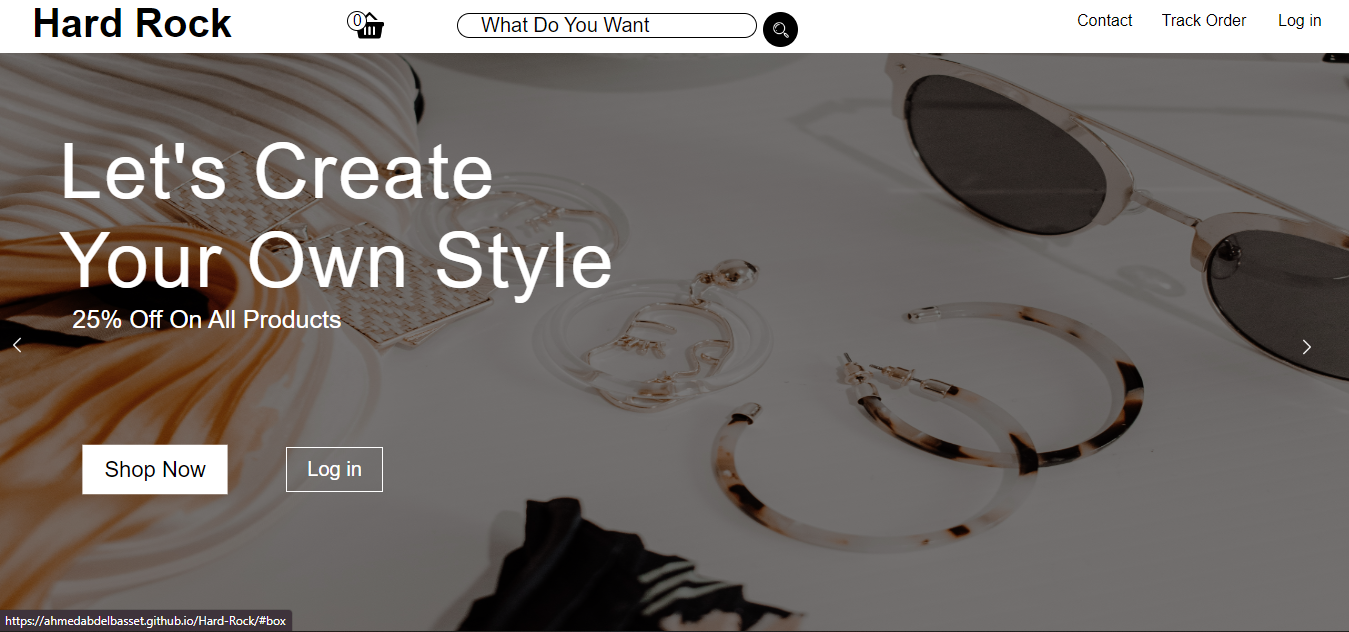 Hard Rock
0
What Do You Want
Contact
Track Order
Log in
Let's Create
Your Own Style
25% Off On All Products
Shop Now
Log in
https://ahmedabdelbasset.github.io/Hard-Rock/#box